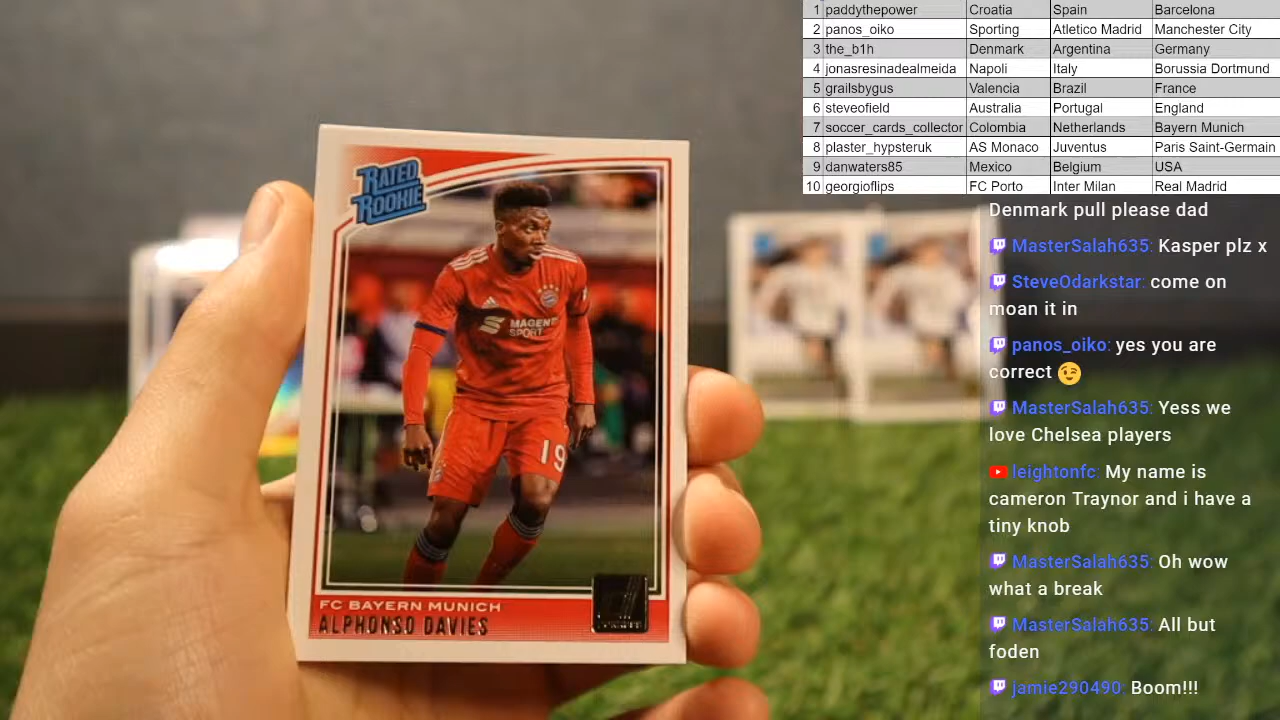 1 paddythepower Croatia Spain Barcelona
2 panos_oiko Sporting Atletico Madrid Manchester City
3 the_b1h Denmark Argentina Germany
4 jonasresinadealmeida Napoli Italy Borussia Dortmund
5 grailsbygus Valencia Brazil France
6 steveofield Australia Portugal England
7 soccer_cards_collector Colombia Netherlands Bayern Munich
8 plaster_hypsteruk AS Monaco Juventus Paris Saint-Germain
9 danwaters85 Mexico Belgium USA
10 georgioflips FC Porto Inter Milan Real Madrid
RATED
ROOKIE
MAGEN
SPORT
19
FC BAYERN MUNICH
ALPHONSO DAVIES
Denmark pull please dad
MasterSalah635: Kasper plz x
SteveOdarkstar: come on
moan it in
panos_oiko: yes you are
correct 😉
MasterSalah635: Yess we
love Chelsea players
leightonfc: My name is
cameron Traynor and i have a
tiny knob
MasterSalah635: Oh wow
what a break
MasterSalah635: All but
foden
jamie290490: Boom!!!